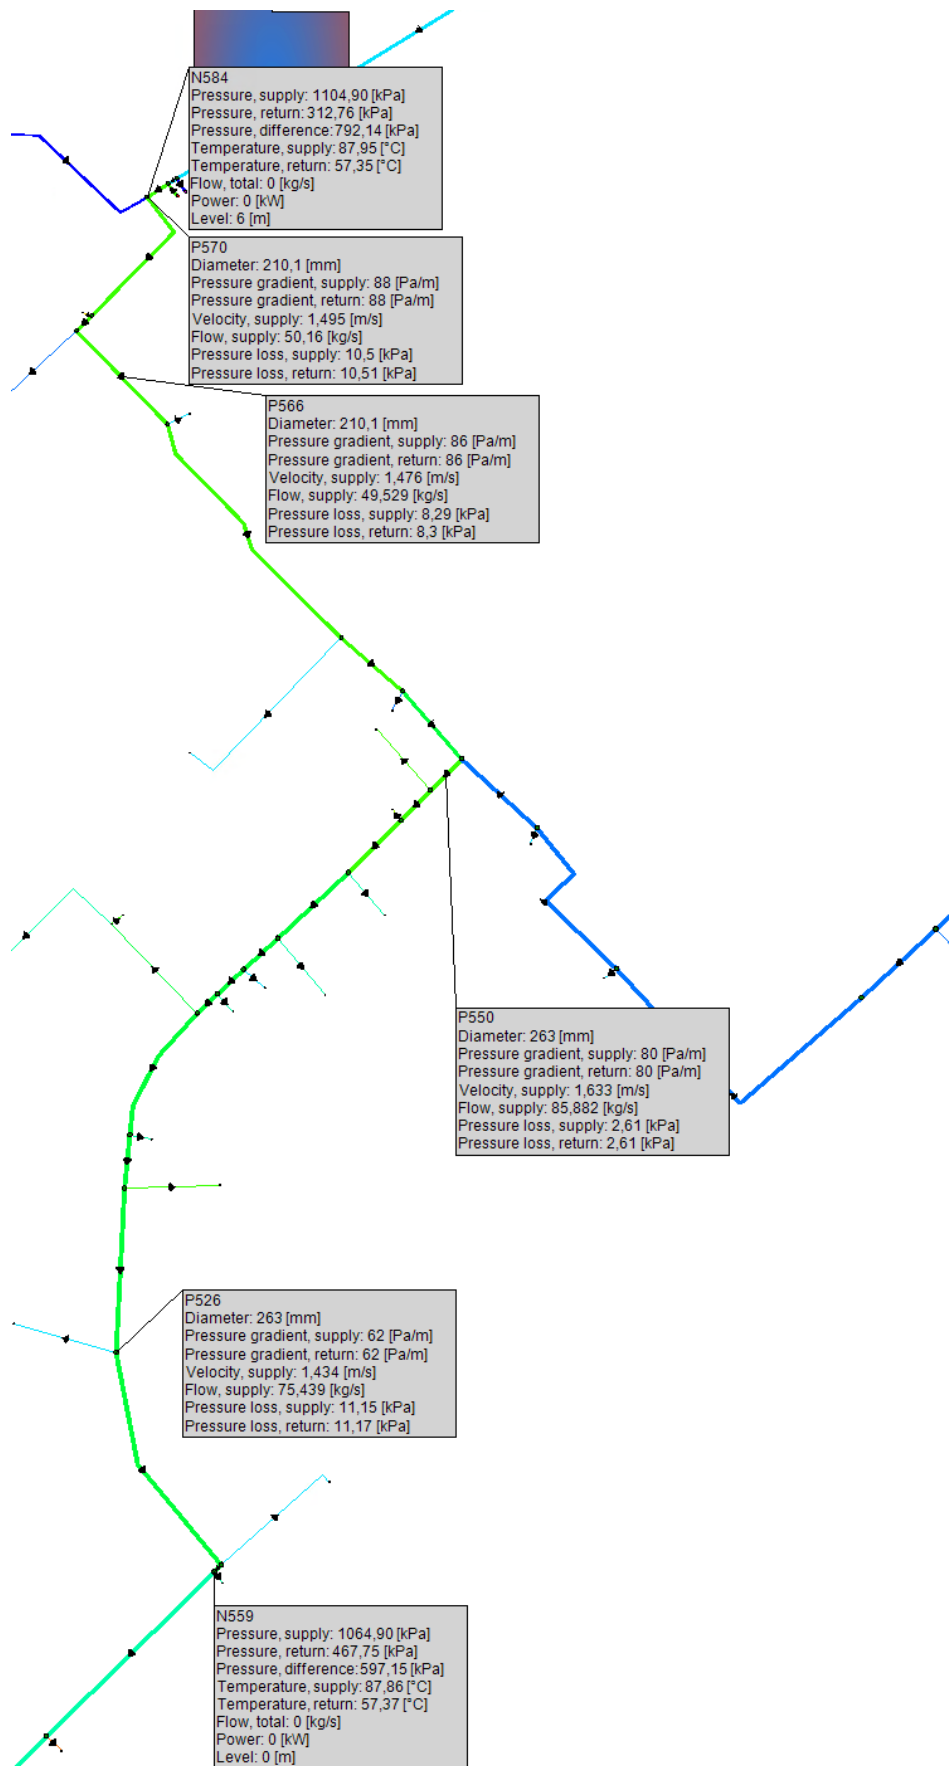 N584
Pressure, supply: 1104,90 [kPa]
Pressure, return: 312,76 [kPa]
Pressure, difference: 792,14 [kPa]
Temperature, supply: 87,95 [°C]
Temperature, return: 57,35 [°C]
Flow, total: 0 [kg/s]
Power: 0 [kW]
Level: 6 [m]
P570
Diameter: 210,1 [mm]
Pressure gradient, supply: 88 [Pa/m]
Pressure gradient, return: 88 [Pa/m]
Velocity, supply: 1,495 [m/s]
Flow, supply: 50,16 [kg/s]
Pressure loss, supply: 10,5 [kPa]
Pressure loss, return: 10,51 [kPa]
P566
Diameter: 210,1 [mm]
Pressure gradient, supply: 86 [Pa/m]
Pressure gradient, return: 86 [Pa/m]
Velocity, supply: 1,476 [m/s]
Flow, supply: 49,529 [kg/s]
Pressure loss, supply: 8,29 [kPa]
Pressure loss, return: 8,3 [kPa]
P550
Diameter: 263 [mm]
Pressure gradient, supply: 80 [Pa/m]
Pressure gradient, return: 80 [Pa/m]
Velocity, supply: 1,633 [m/s]
Flow, supply: 85,882 [kg/s]
Pressure loss, supply: 2,61 [kPa]
Pressure loss, return: 2,61 [kPa]
P526
Diameter: 263 [mm]
Pressure gradient, supply: 62 [Pa/m]
Pressure gradient, return: 62 [Pa/m]
Velocity, supply: 1,434 [m/s]
Flow, supply: 75,439 [kg/s]
Pressure loss, supply: 11,15 [kPa]
Pressure loss, return: 11,17 [kPa]
N559
Pressure, supply: 1064,90 [kPa]
Pressure, return: 467,75 [kPa]
Pressure, difference: 597,15 [kPa]
Temperature, supply: 87,86 [°C]
Temperature, return: 57,37 [°C]
Flow, total: 0 [kg/s]
Power: 0 [kW]
Level: 0 [m]